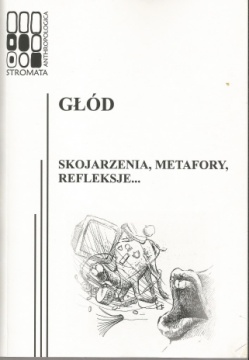 STROMATA
ANTHROPOLOGICA
GŁÓD
SKOJARZENIA, METAFORY,
REFLEKSJE...